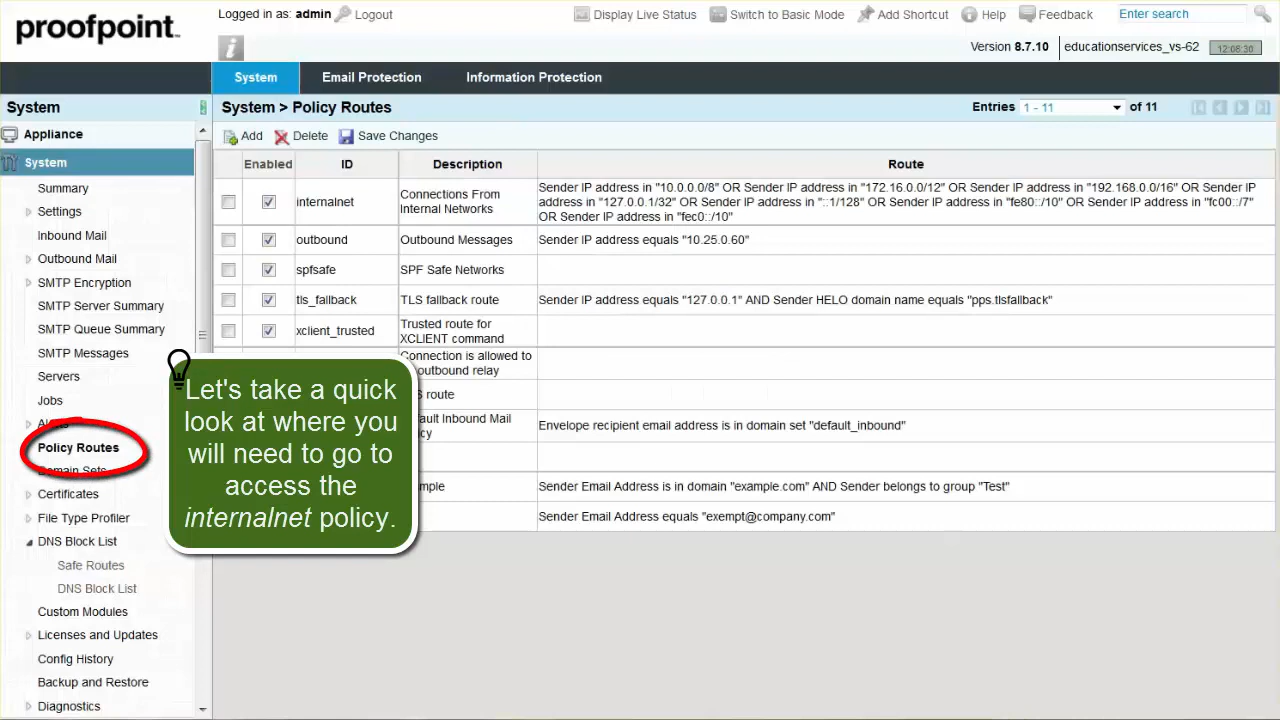 proofpoint™
Logged in as: admin Logout
Display Live Status Switch to Basic Mode Add Shortcut Help Feedback Enter search
Version 8.7.10 educationservices_vs-62 12:08:30
System Email Protection Information Protection
System
System > Policy Routes
Entries 1 - 11 of 11
Add Delete Save Changes
Appliance
System
Summary
Settings
Inbound Mail
Outbound Mail
SMTP Encryption
SMTP Server Summary
SMTP Queue Summary
SMTP Messages
Servers
Jobs
Policy Routes
Domain Sets
Certificates
File Type Profiler
DNS Block List
Safe Routes
DNS Block List
Custom Modules
Licenses and Updates
Config History
Backup and Restore
Diagnostics
Enabled ID Description Route
internalnet
Connections From
Internal Networks
Sender IP address in "10.0.0.0/8" OR Sender IP address in "172.16.0.0/12" OR Sender IP address in "192.168.0.0/16" OR Sender IP
address in "127.0.0.1/32" OR Sender IP address in "::1/128" OR Sender IP address in "fe80::/10" OR Sender IP address in "fc00::/7"
OR Sender IP address in "fec0::/10"
outbound Outbound Messages Sender IP address equals "10.25.0.60"
spfsafe SPF Safe Networks
tls_fallback TLS fallback route Sender IP address equals "127.0.0.1" AND Sender HELO domain name equals "pps.tlsfallback"
xclient_trusted
Trusted route for
XCLIENT command
Connection is allowed to
outbound relay
route
Inbound Mail
Envelope recipient email address is in domain set "default_inbound"
Sender Email Address is in domain "example.com" AND Sender belongs to group "Test"
Sender Email Address equals "exempt@company.com"
Let's take a quick
look at where you
will need to go to
access the
internalnet policy.